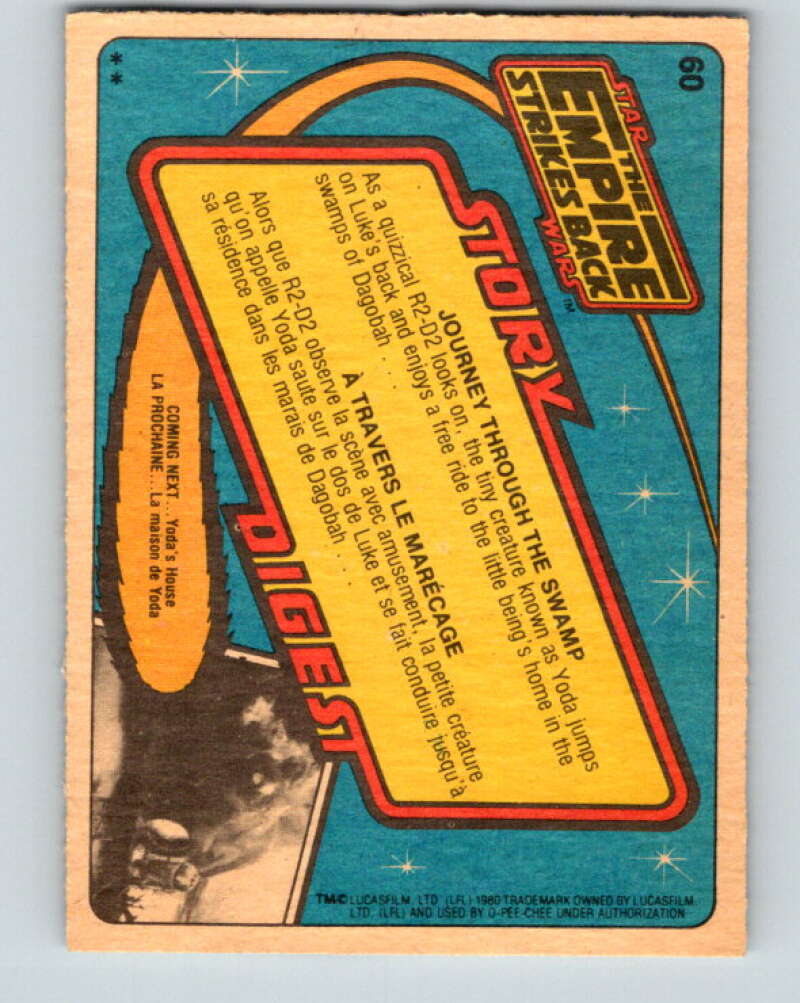 60
STAR
THE
EMPIRE
STRIKES BACK
WARS™
STORY
JOURNEY THROUGH THE SWAMP
As a quizzical R2-D2 looks on, the tiny creature known as Yoda jumps
on Luke's back and enjoys a free ride to the little being's home in the
swamps of Dagobah . . .
À TRAVERS LE MARÉCAGE
Alors que R2-D2 observe la scène avec amusement, la petite créature
qu'on appelle Yoda saute sur le dos de Luke et se fait conduire jusqu'à
sa résidence dans les marais de Dagobah . . .
DIGEST
COMING NEXT...Yoda's House
LA PROCHAINE...La maison de Yoda
**
TM© LUCASFILM, LTD. (LFL) 1980 TRADEMARK OWNED BY LUCASFILM,
LTD. (LFL) AND USED BY O-PEE-CHEE UNDER AUTHORIZATION